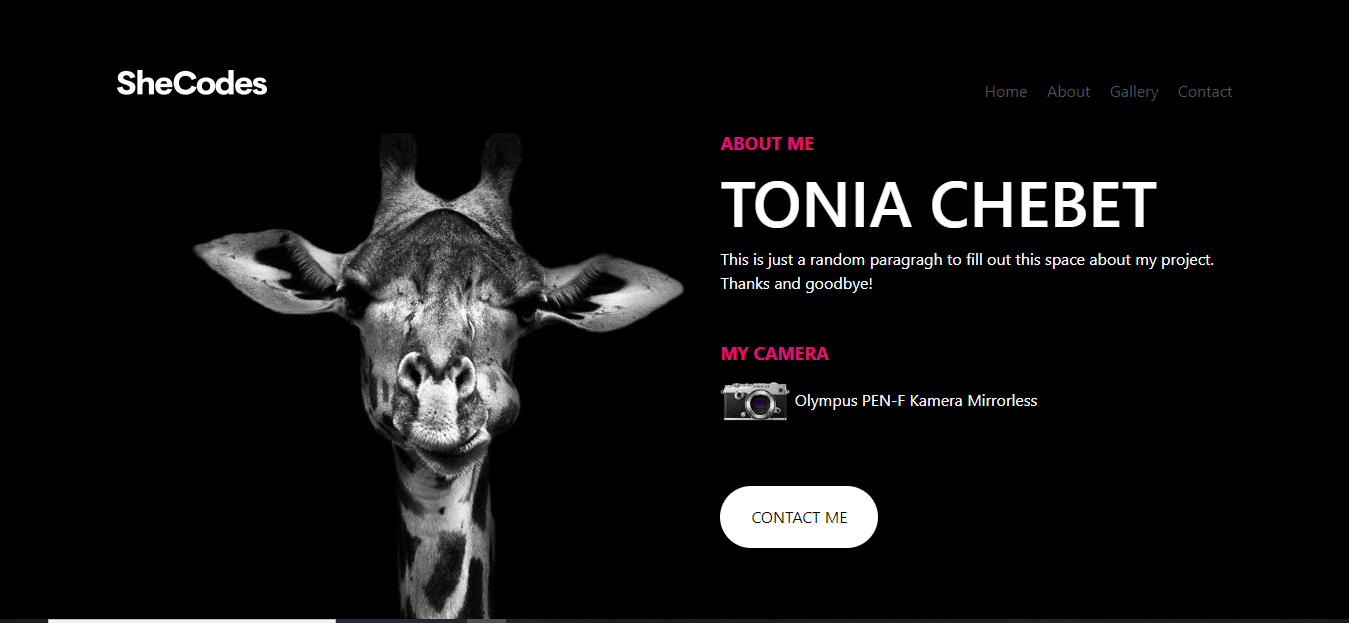 SheCodes
Home About Gallery Contact
ABOUT ME
TONIA CHEBET
This is just a random paragragh to fill out this space about my project.
Thanks and goodbye!
MY CAMERA
Olympus PEN-F Kamera Mirrorless
CONTACT ME